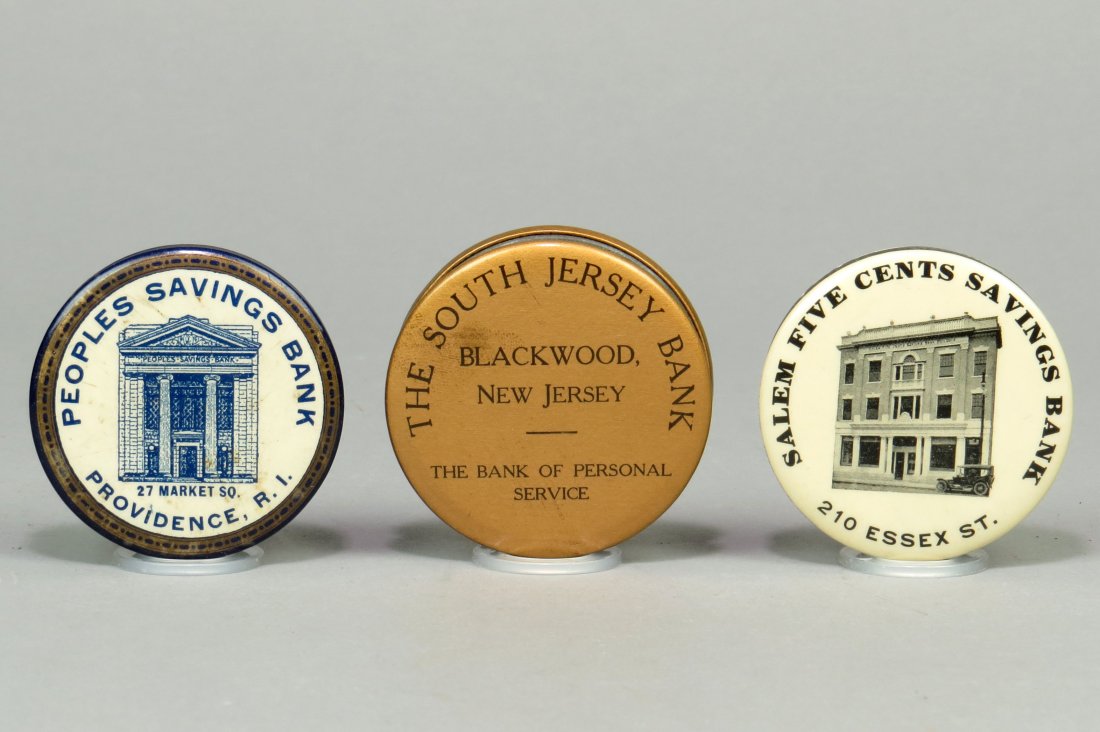 PEOPLES SAVINGS BANK
PEOPLES SAVINGS BANK
27 MARKET SQ.
PROVIDENCE, R. I.
THE SOUTH JERSEY BANK
BLACKWOOD,
NEW JERSEY
THE BANK OF PERSONAL
SERVICE
SALEM FIVE CENTS SAVINGS BANK
210 ESSEX ST.